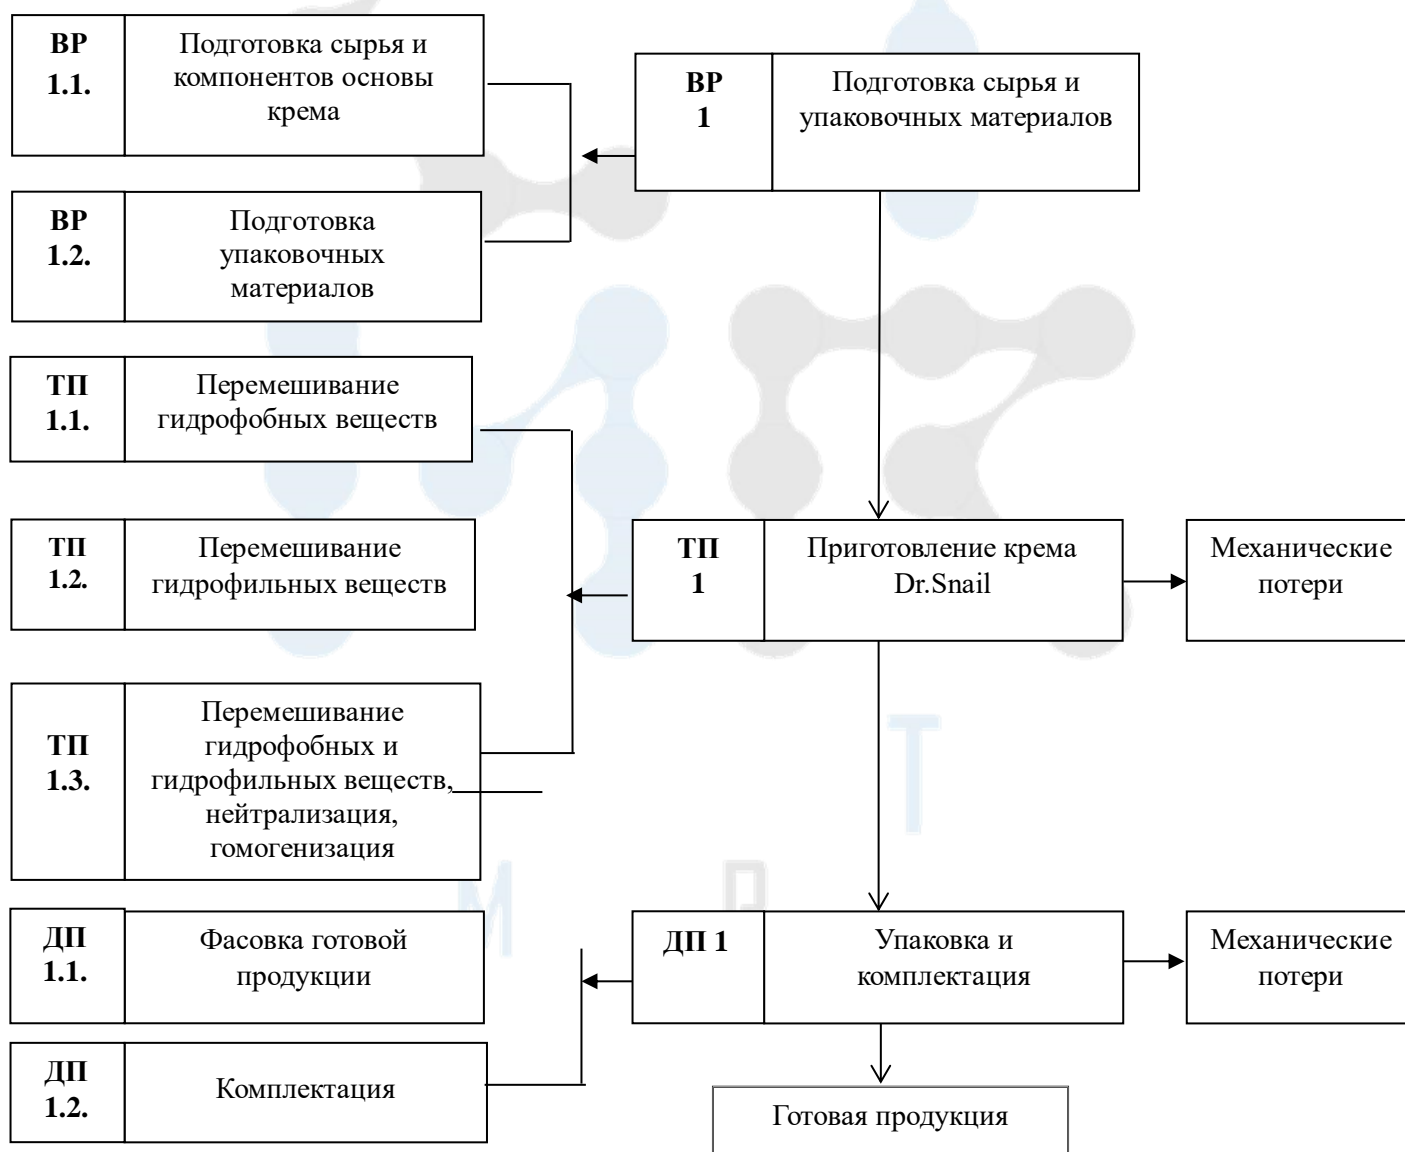 ВР
1.1.
Подготовка сырья и
компонентов основы
крема
ВР
1
Подготовка сырья и
упаковочных материалов
ВР
1.2.
Подготовка
упаковочных
материалов
ТП
1.1.
Перемешивание
гидрофобных веществ
ТП
1.2.
Перемешивание
гидрофильных веществ
ТП
1
Приготовление крема
Dr.Snail
Механические
потери
ТП
1.3.
Перемешивание
гидрофобных и
гидрофильных веществ,
нейтрализация,
гомогенизация
ДП
1.1.
Фасовка готовой
продукции
ДП 1
Упаковка и
комплектация
Механические
потери
ДП
1.2.
Комплектация
Готовая продукция